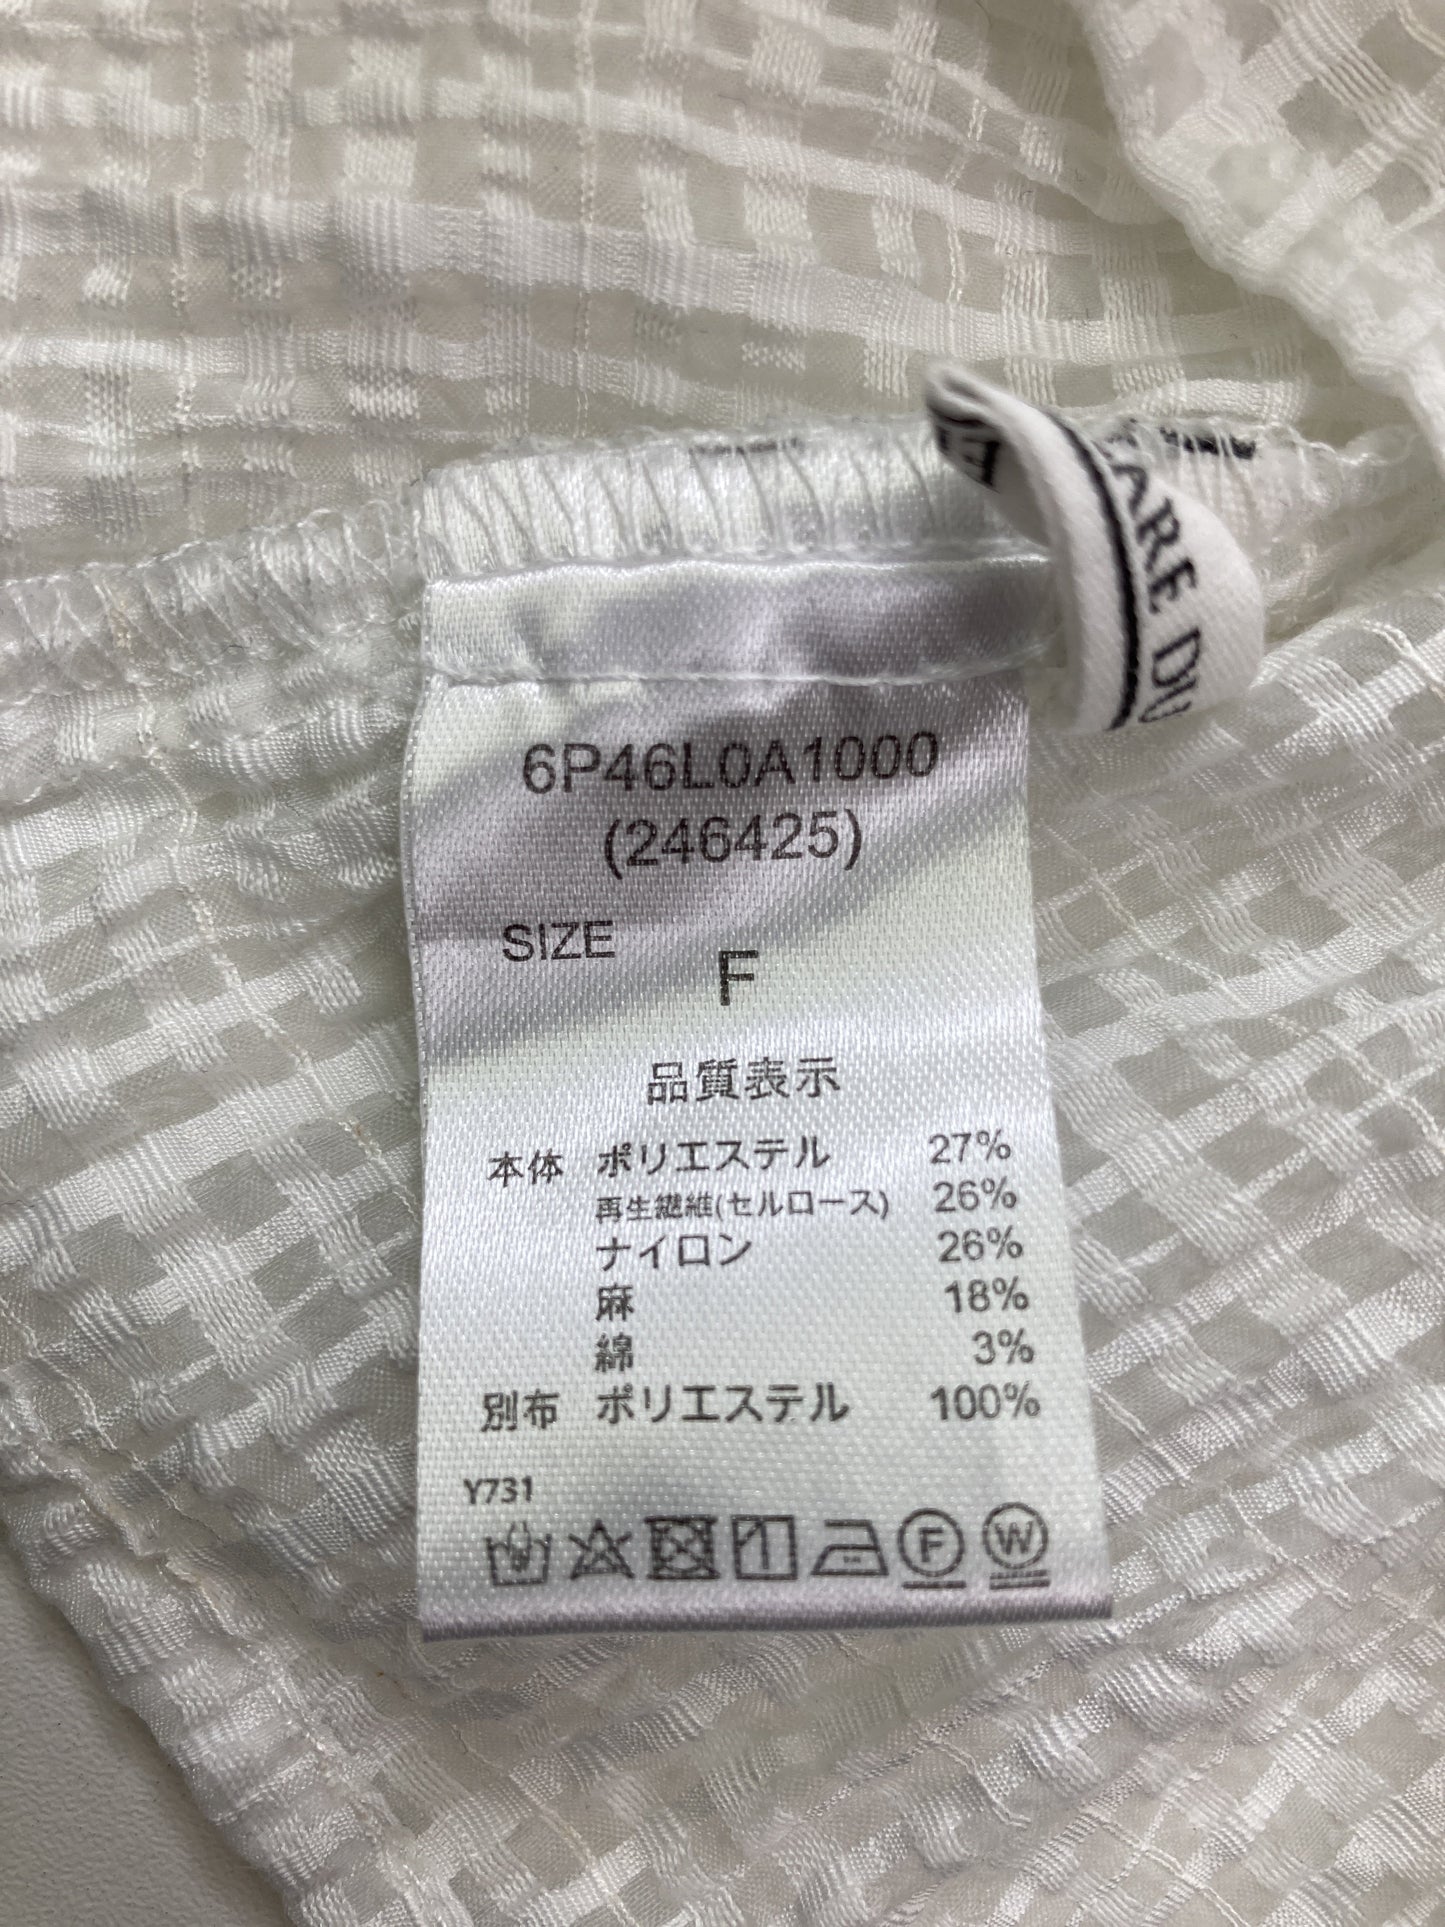 CARE DU
6P46L0A1000
(246425)
SIZE F
品質表示
本体 ポリエステル 27%
再生繊維(セルロース) 26%
ナイロン 26%
麻 18%
綿 3%
別布 ポリエステル 100%
Y731
F W